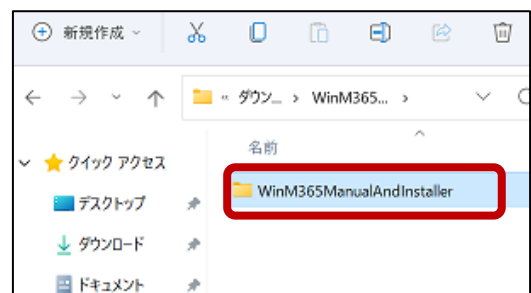 新規作成
« ダウン... › WinM365... ›
名前
クイック アクセス
WinM365ManualAndInstaller
デスクトップ
ダウンロード
ドキュメント